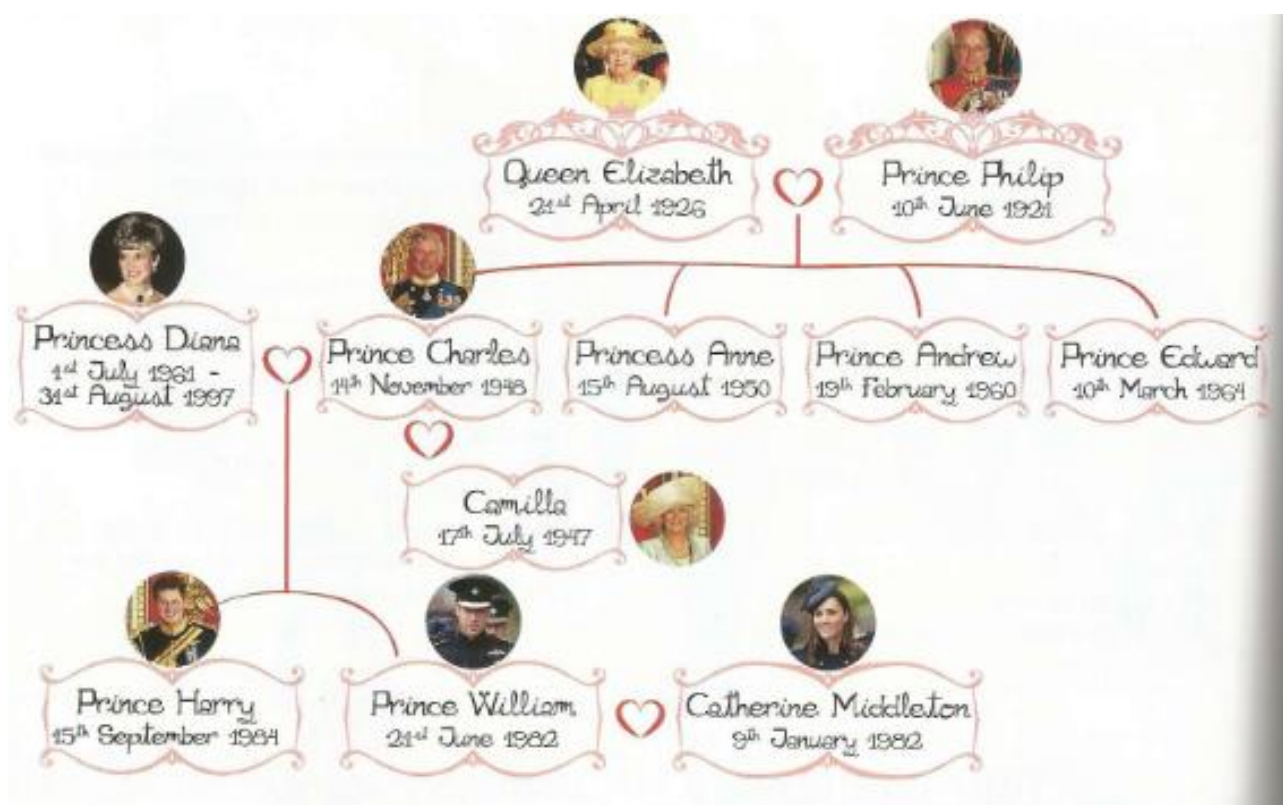 Queen Elizabeth
21st April 1926
Prince Philip
10th June 1921
Princess Diana
1st July 1961 -
31st August 1997
Prince Charles
14th November 1948
Princess Anne
15th August 1950
Prince Andrew
19th February 1960
Prince Edward
10th March 1964
Camilla
17th July 1947
Prince Harry
15th September 1984
Prince William
21st June 1982
Catherine Middleton
9th January 1982